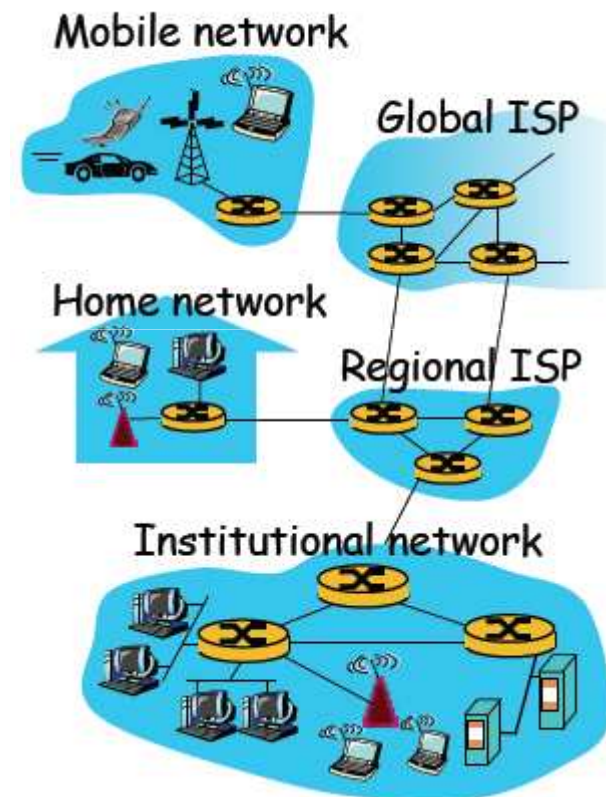 Mobile network
Global ISP
Home network
Regional ISP
Institutional network